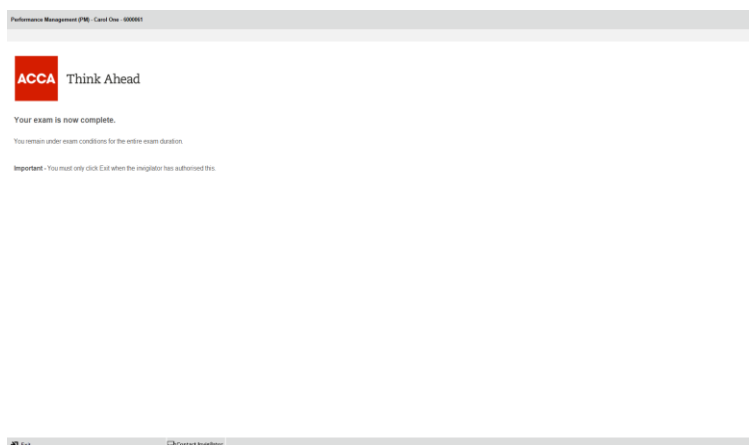 Performance Management (PM) - Carol One - 6000061
ACCA Think Ahead
Your exam is now complete.
You remain under exam conditions for the entire exam duration.
Important - You must only click Exit when the invigilator has authorised this.
Exit
Contact Invigilator